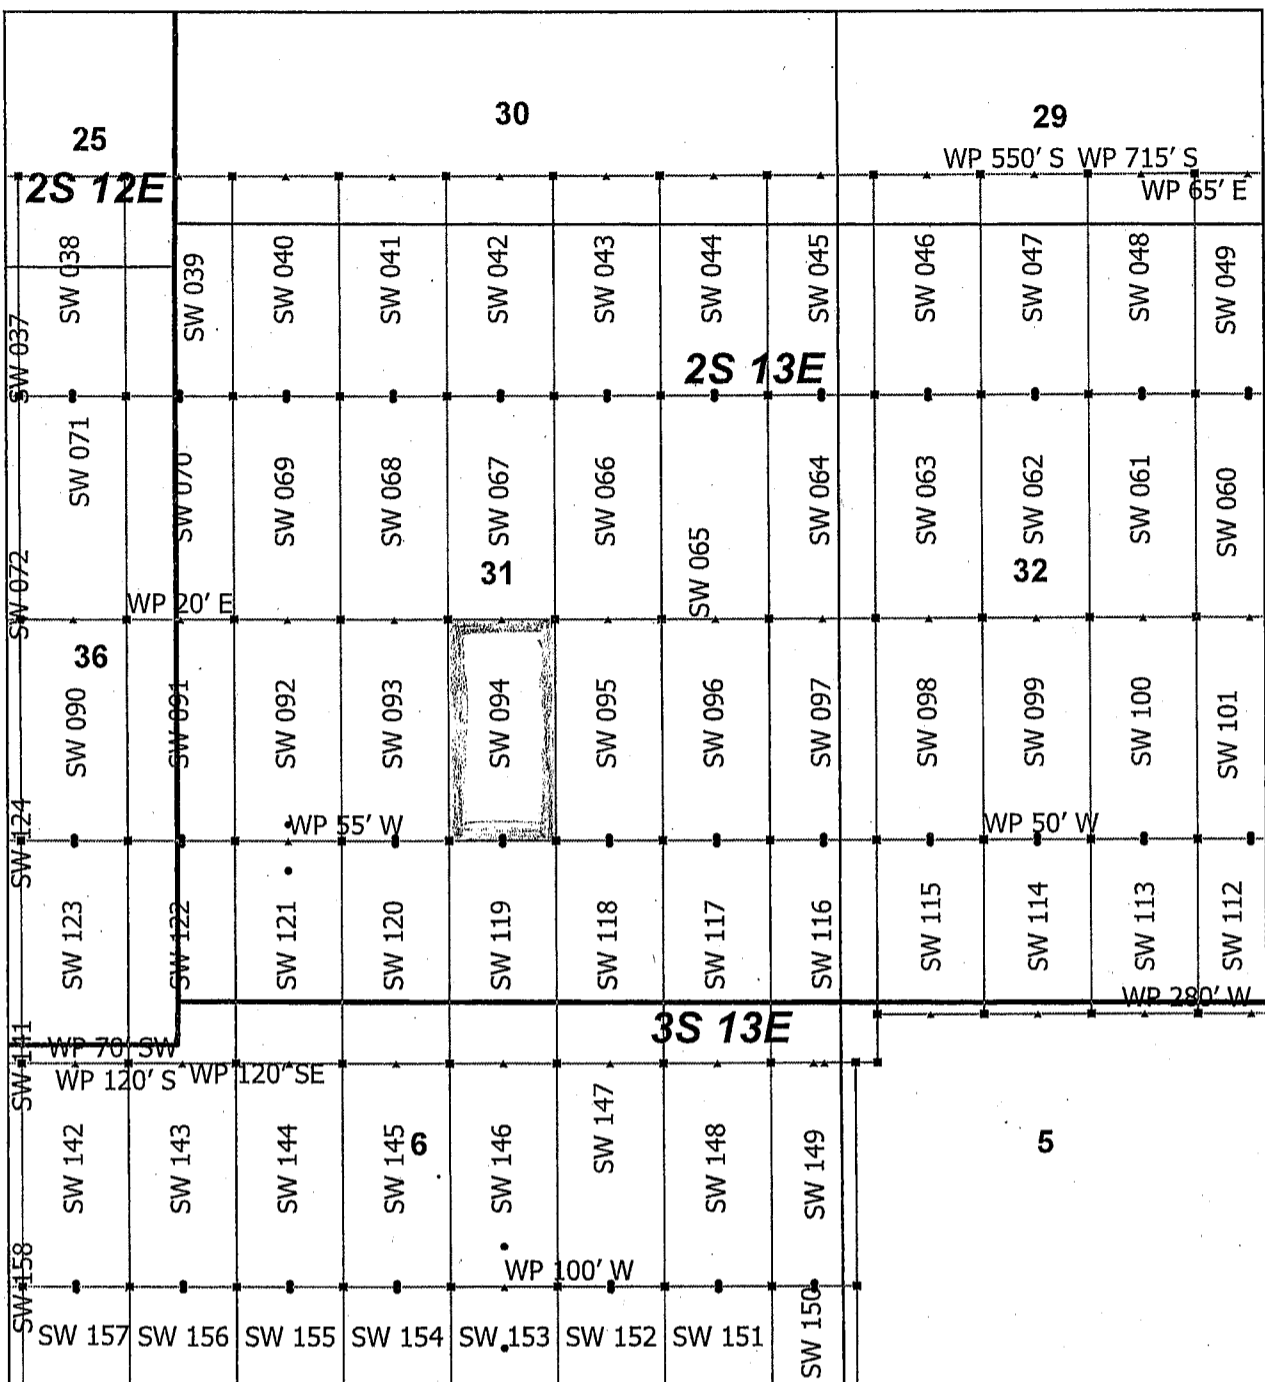 30
29
25
WP 550' S WP 715' S
2S 12E
WP 65' E
SW 037
SW 038
SW 039
SW 040
SW 041
SW 042
SW 043
SW 044
SW 045
SW 046
SW 047
SW 048
SW 049
2S 13E
SW 072
SW 071
SW 070
SW 069
SW 068
SW 067
SW 066
SW 065
SW 064
SW 063
SW 062
SW 061
SW 060
31
32
WP 20' E
36
SW 124
SW 090
SW 091
SW 092
SW 093
SW 094
SW 095
SW 096
SW 097
SW 098
SW 099
SW 100
SW 101
WP 55' W
WP 50' W
SW 123
SW 122
SW 121
SW 120
SW 119
SW 118
SW 117
SW 116
SW 115
SW 114
SW 113
SW 112
WP 280' W
3S 13E
SW 141
WP 70' SW
WP 120' S
WP 120' SE
SW 142
SW 143
SW 144
SW 145
6
SW 146
SW 147
SW 148
SW 149
5
SW 158
WP 100' W
SW 157
SW 156
SW 155
SW 154
SW 153
SW 152
SW 151
SW 150